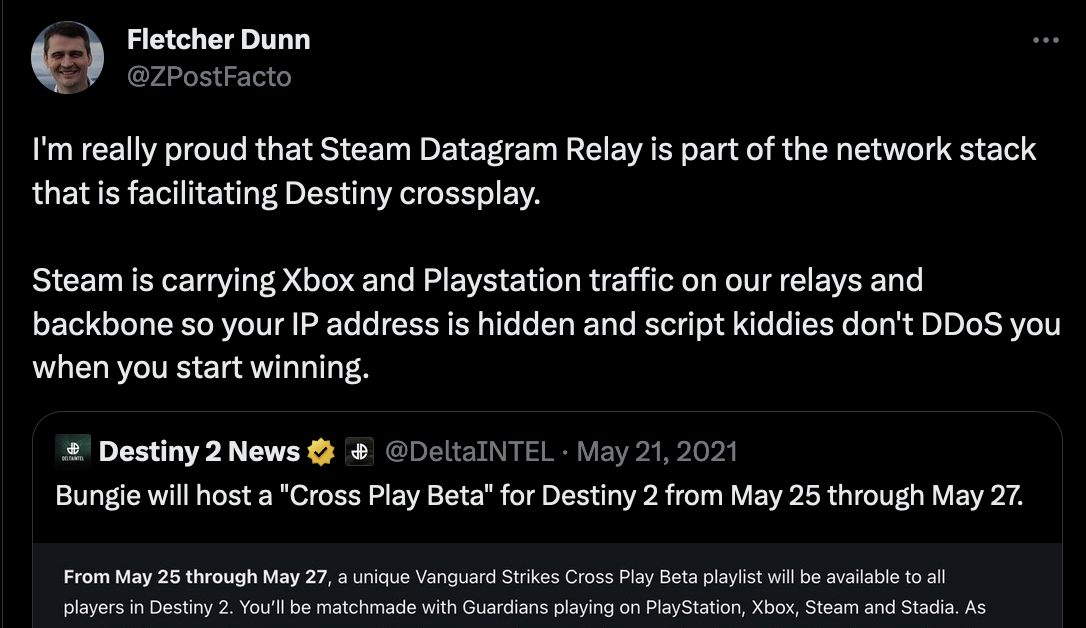 Fletcher Dunn
@ZPostFacto
I'm really proud that Steam Datagram Relay is part of the network stack
that is facilitating Destiny crossplay.
Steam is carrying Xbox and Playstation traffic on our relays and
backbone so your IP address is hidden and script kiddies don't DDoS you
when you start winning.
Destiny 2 News @DeltaINTEL · May 21, 2021
Bungie will host a "Cross Play Beta" for Destiny 2 from May 25 through May 27.
From May 25 through May 27, a unique Vanguard Strikes Cross Play Beta playlist will be available to all
players in Destiny 2. You’ll be matchmade with Guardians playing on PlayStation, Xbox, Steam and Stadia. As